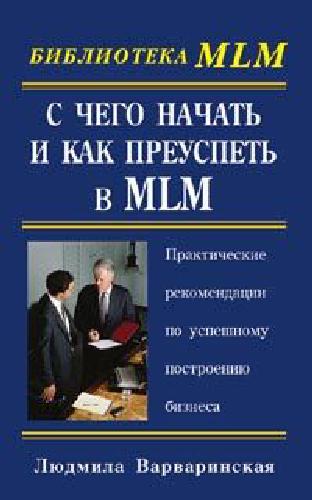 БИБЛИОТЕКА MLM
С ЧЕГО НАЧАТЬ
И КАК ПРЕУСПЕТЬ
В MLM
Практические
рекомендации
по успешному
построению
бизнеса
Людмила Варваринская